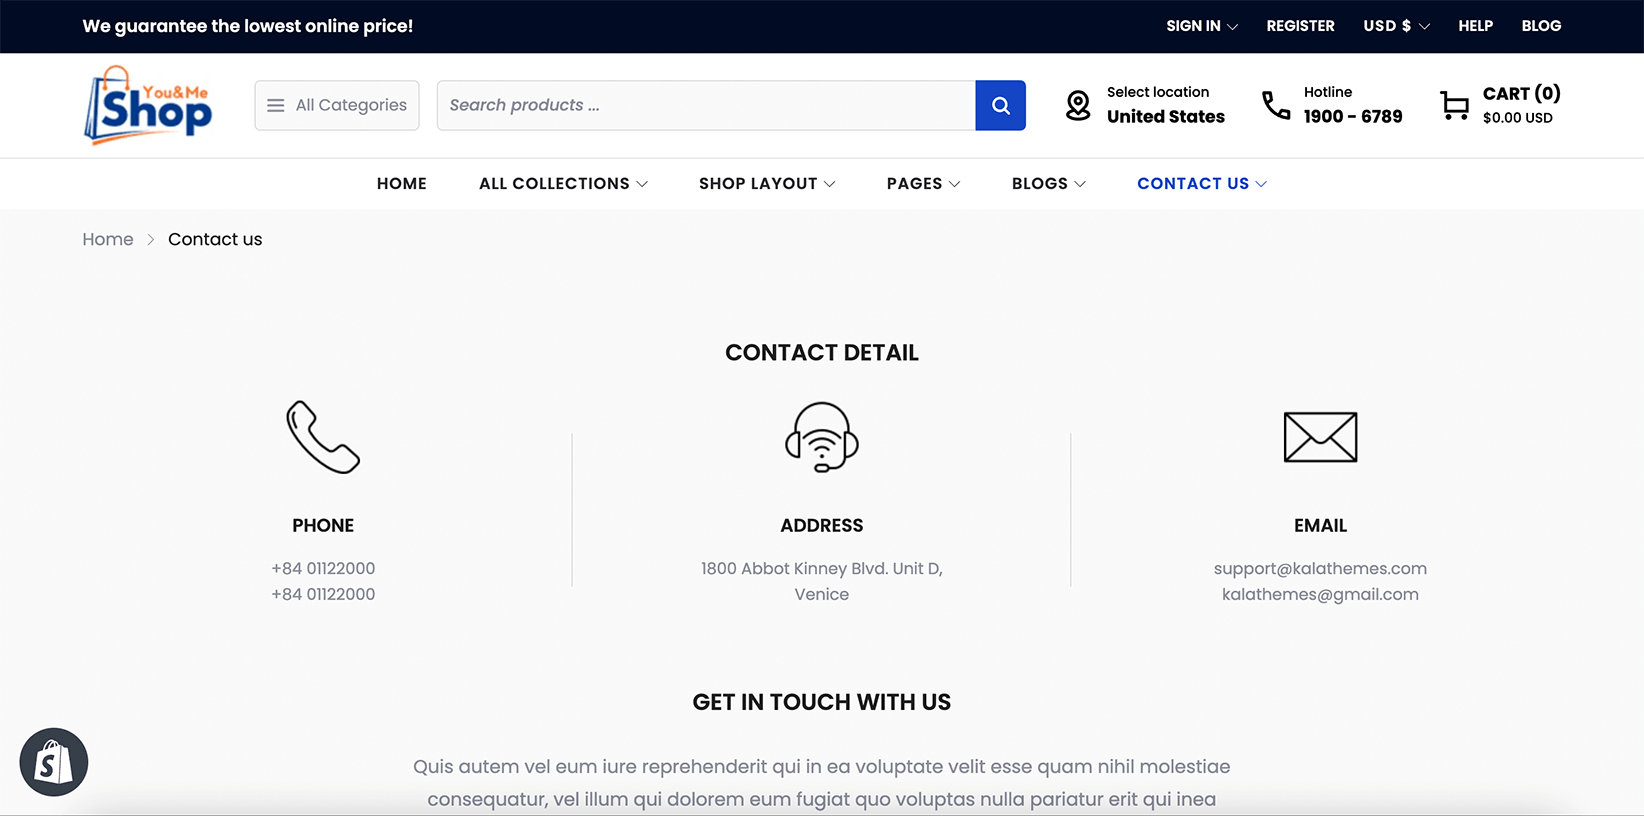 We guarantee the lowest online price!
SIGN IN REGISTER USD $ HELP BLOG
You&Me
Shop
All Categories
Search products ...
Select location
United States
Hotline
1900 - 6789
CART (0)
$0.00 USD
HOME ALL COLLECTIONS SHOP LAYOUT PAGES BLOGS CONTACT US
Home Contact us
CONTACT DETAIL
PHONE
+84 01122000
+84 01122000
ADDRESS
1800 Abbot Kinney Blvd. Unit D,
Venice
EMAIL
support@kalathemes.com
kalathemes@gmail.com
GET IN TOUCH WITH US
Quis autem vel eum iure reprehenderit qui in ea voluptate velit esse quam nihil molestiae
consequatur, vel illum qui dolorem eum fugiat quo voluptas nulla pariatur erit qui inea
S